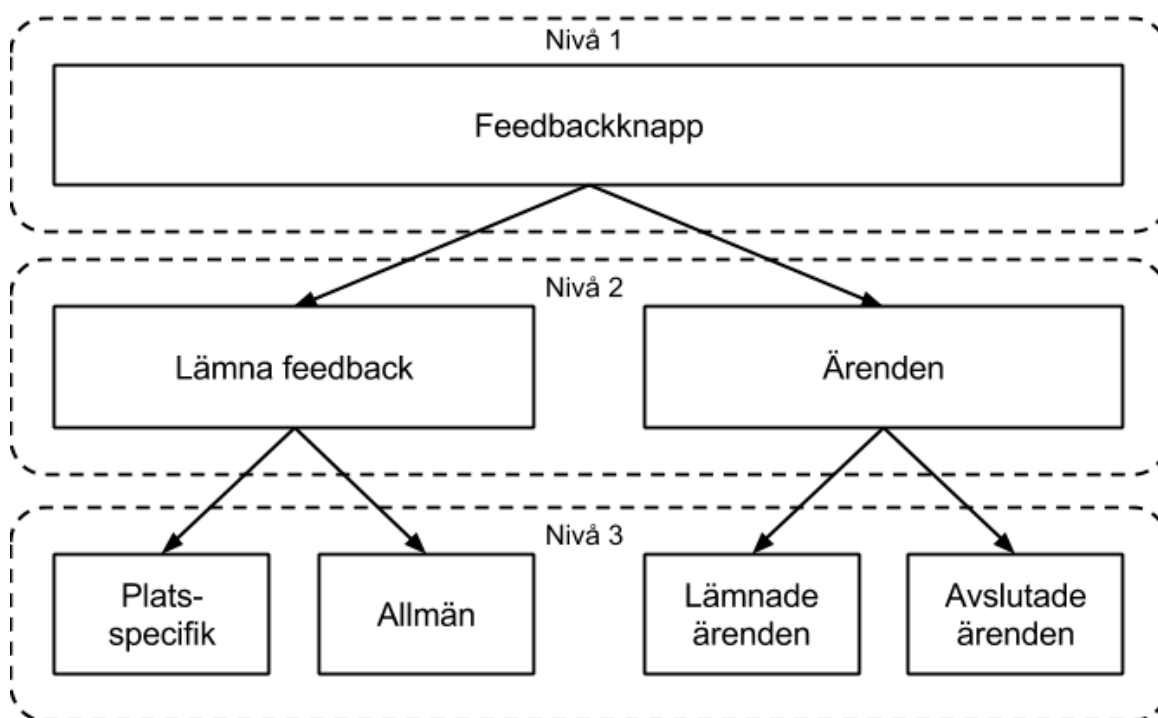 Nivå 1
Feedbackknapp
Nivå 2
Lämna feedback
Ärenden
Nivå 3
Plats-
specifik
Allmän
Lämnade
ärenden
Avslutade
ärenden